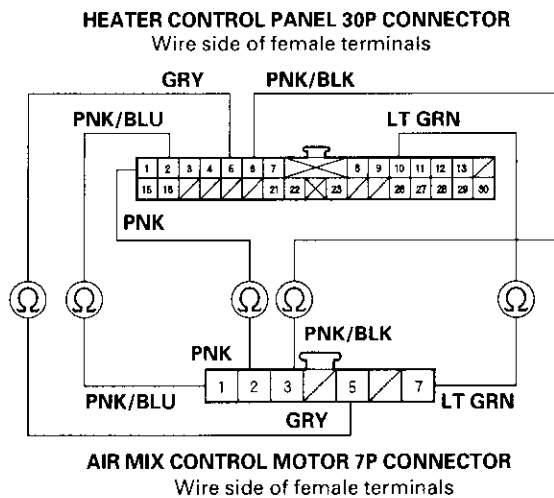 HEATER CONTROL PANEL 30P CONNECTOR
Wire side of female terminals
GRY PNK/BLK
PNK/BLU LT GRN
1 2 3 4 5 6 7 8 9 10 11 12 13
15 16 21 22 23 26 27 28 29 30
PNK
Ω Ω Ω Ω Ω
PNK/BLK
PNK
1 2 3 5 7
PNK/BLU LT GRN
GRY
AIR MIX CONTROL MOTOR 7P CONNECTOR
Wire side of female terminals